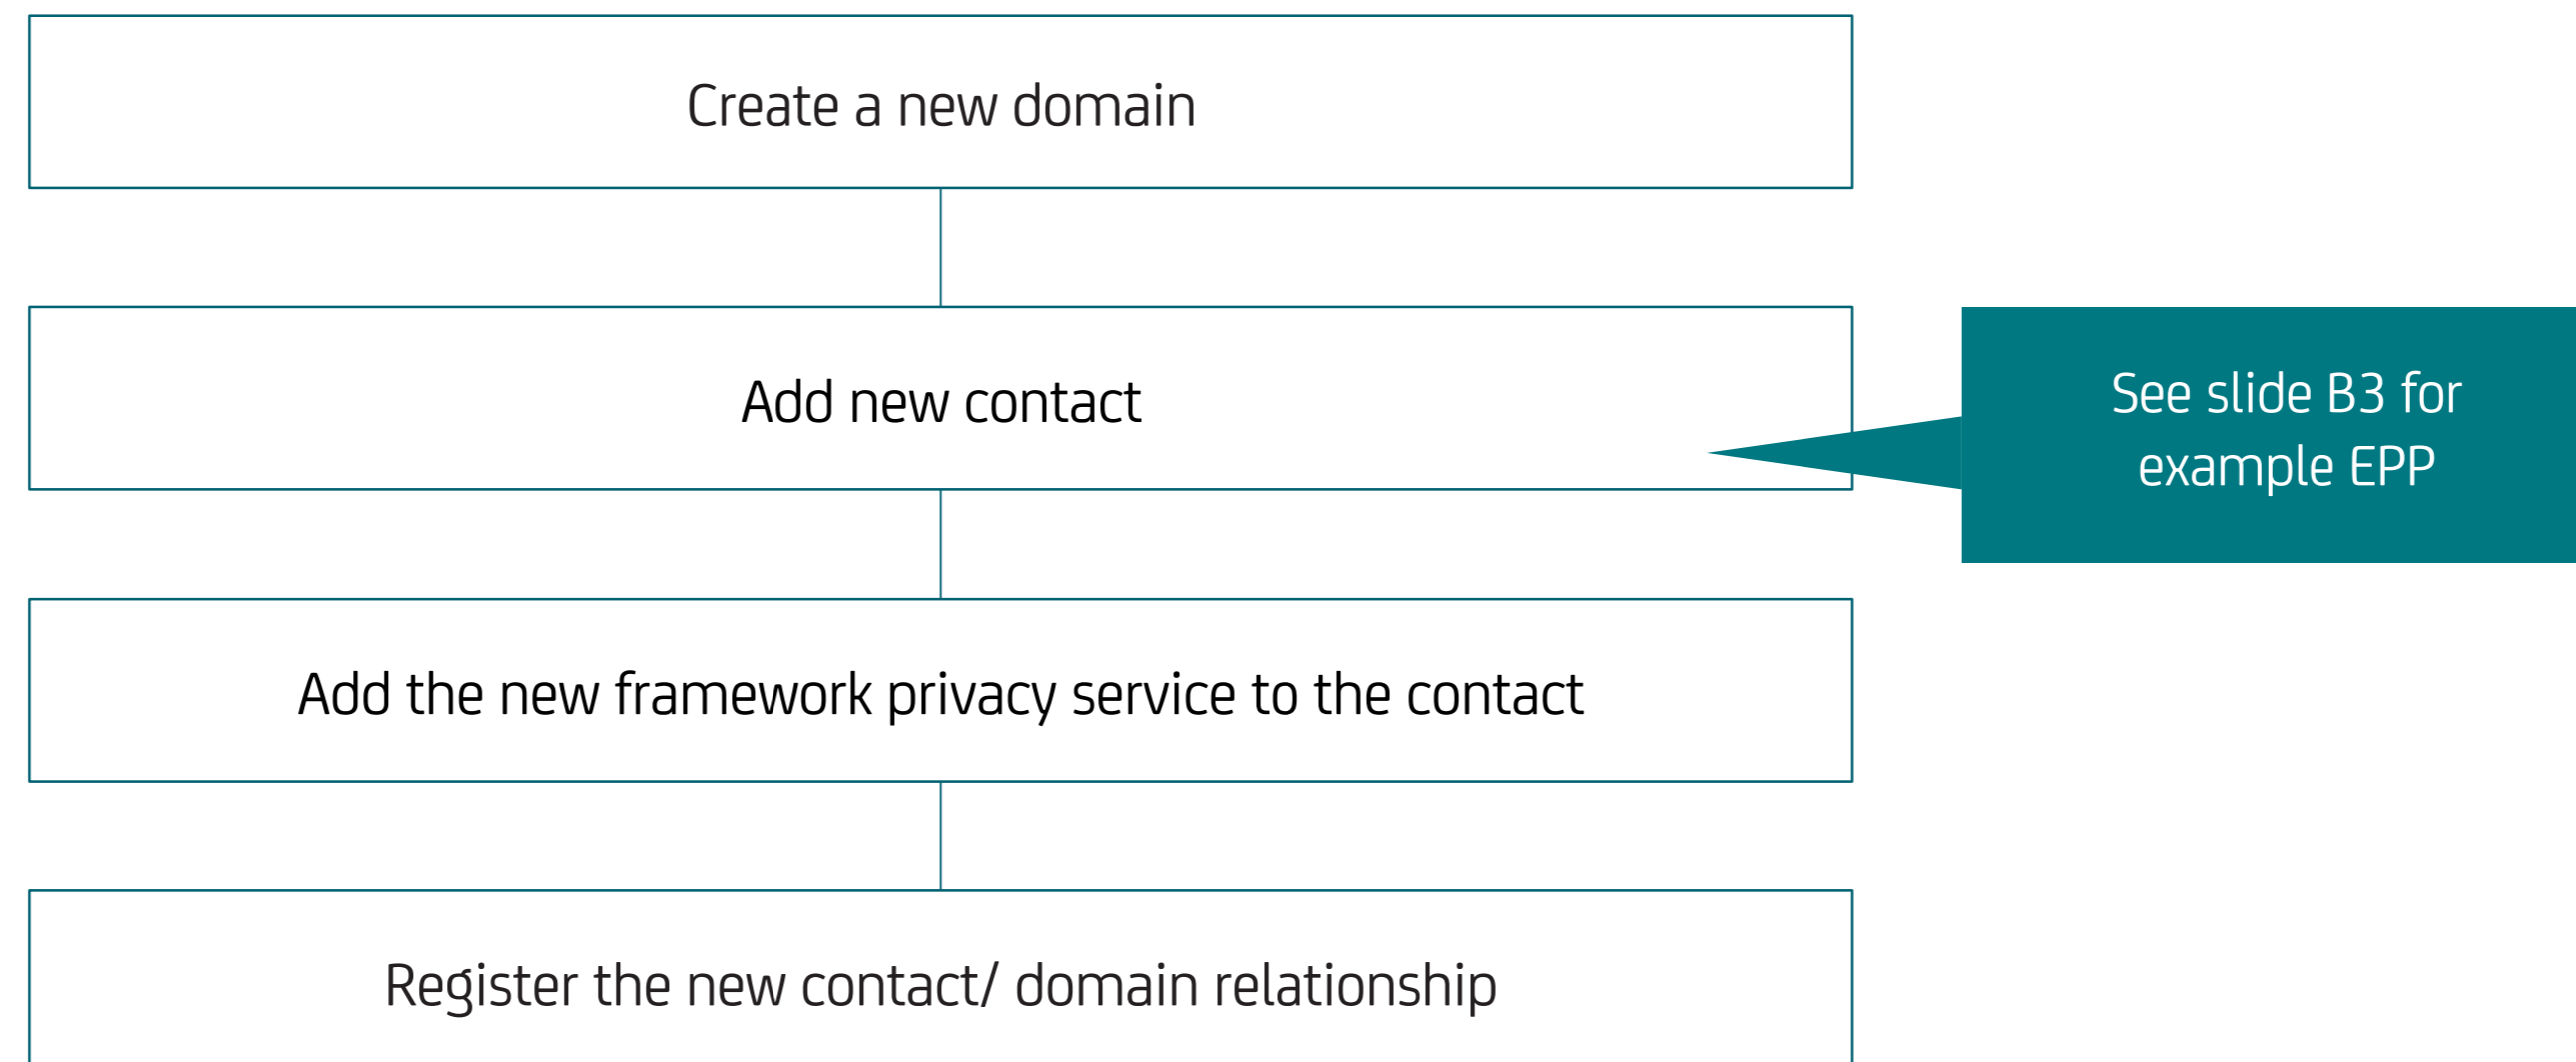 Create a new domain
Add new contact
See slide B3 for
example EPP
Add the new framework privacy service to the contact
Register the new contact/ domain relationship